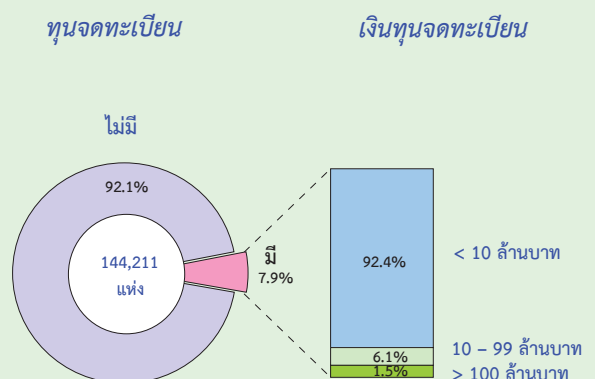 ทุนจดทะเบียน
เงินทุนจดทะเบียน
ไม่มี
92.1%
144,211
แห่ง
มี
7.9%
92.4%
< 10 ล้านบาท
6.1%
10 – 99 ล้านบาท
1.5%
> 100 ล้านบาท